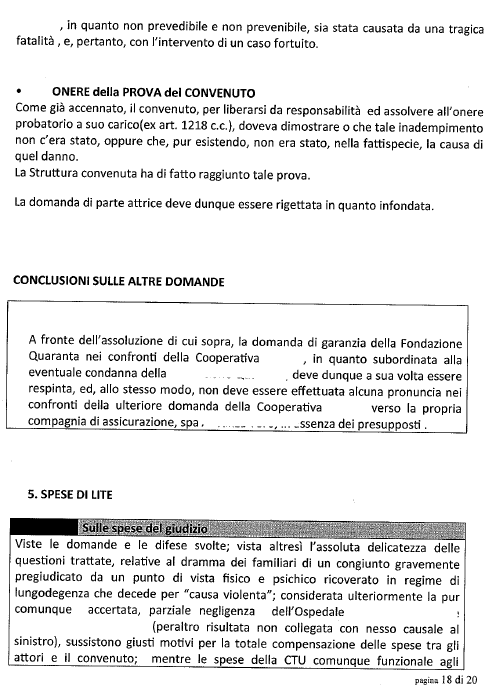 , in quanto non prevedibile e non prevenibile, sia stata causata da una tragica
fatalità , e, pertanto, con l'intervento di un caso fortuito.
• ONERE della PROVA del CONVENUTO
Come già accennato, il convenuto, per liberarsi da responsabilità ed assolvere all'onere
probatorio a suo carico(ex art. 1218 c.c.), doveva dimostrare o che tale inadempimento
non c'era stato, oppure che, pur esistendo, non era stato, nella fattispecie, la causa di
quel danno.
La Struttura convenuta ha di fatto raggiunto tale prova.
La domanda di parte attrice deve dunque essere rigettata in quanto infondata.
CONCLUSIONI SULLE ALTRE DOMANDE
A fronte dell'assoluzione di cui sopra, la domanda di garanzia della Fondazione
Quaranta nei confronti della Cooperativa , in quanto subordinata alla
eventuale condanna della , deve dunque a sua volta essere
respinta, ed, allo stesso modo, non deve essere effettuata alcuna pronuncia nei
confronti della ulteriore domanda della Cooperativa verso la propria
compagnia di assicurazione, spa ssenza dei presupposti .
5. SPESE DI LITE
Sulle spese del giudizio
Viste le domande e le difese svolte; vista altresì l'assoluta delicatezza delle
questioni trattate, relative al dramma dei familiari di un congiunto gravemente
pregiudicato da un punto di vista fisico e psichico ricoverato in regime di
lungodegenza che decede per "causa violenta"; considerata ulteriormente la pur
comunque accertata, parziale negligenza dell'Ospedale
(peraltro risultata non collegata con nesso causale al
sinistro), sussistono giusti motivi per la totale compensazione delle spese tra gli
attori e il convenuto; mentre le spese della CTU comunque funzionale agli
pagina 18 di 20